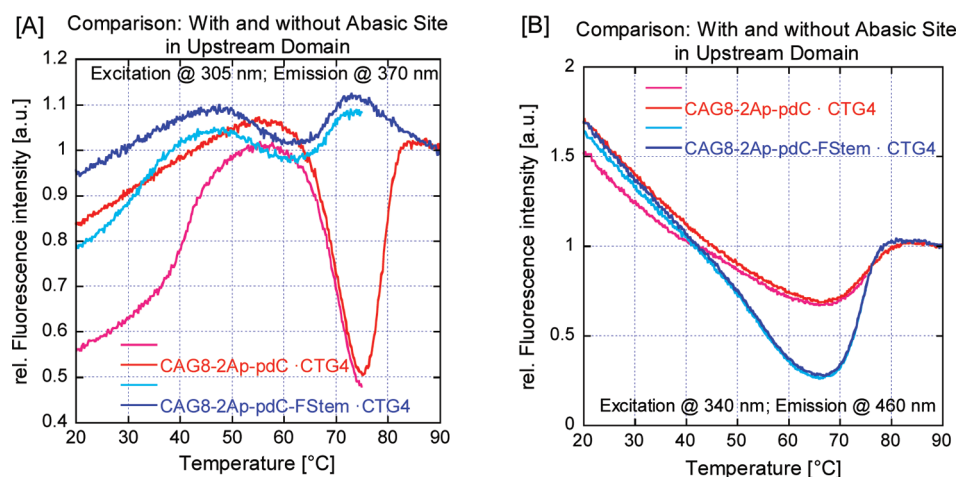 [A]
Comparison: With and without Abasic Site
in Upstream Domain
Excitation @ 305 nm; Emission @ 370 nm
rel. Fluorescence intensity [a.u.]
1.2
1.1
1.0
0.9
0.8
0.7
0.6
0.5
0.4
CAG8-2Ap-pdC · CTG4
CAG8-2Ap-pdC-FStem · CTG4
20 30 40 50 60 70 80 90
Temperature [°C]
[B]
Comparison: With and without Abasic Site
in Upstream Domain
rel. Fluorescence intensity [a.u.]
2
1.5
1
0.5
0
CAG8-2Ap-pdC · CTG4
CAG8-2Ap-pdC-FStem · CTG4
Excitation @ 340 nm; Emission @ 460 nm
20 30 40 50 60 70 80 90
Temperature [°C]